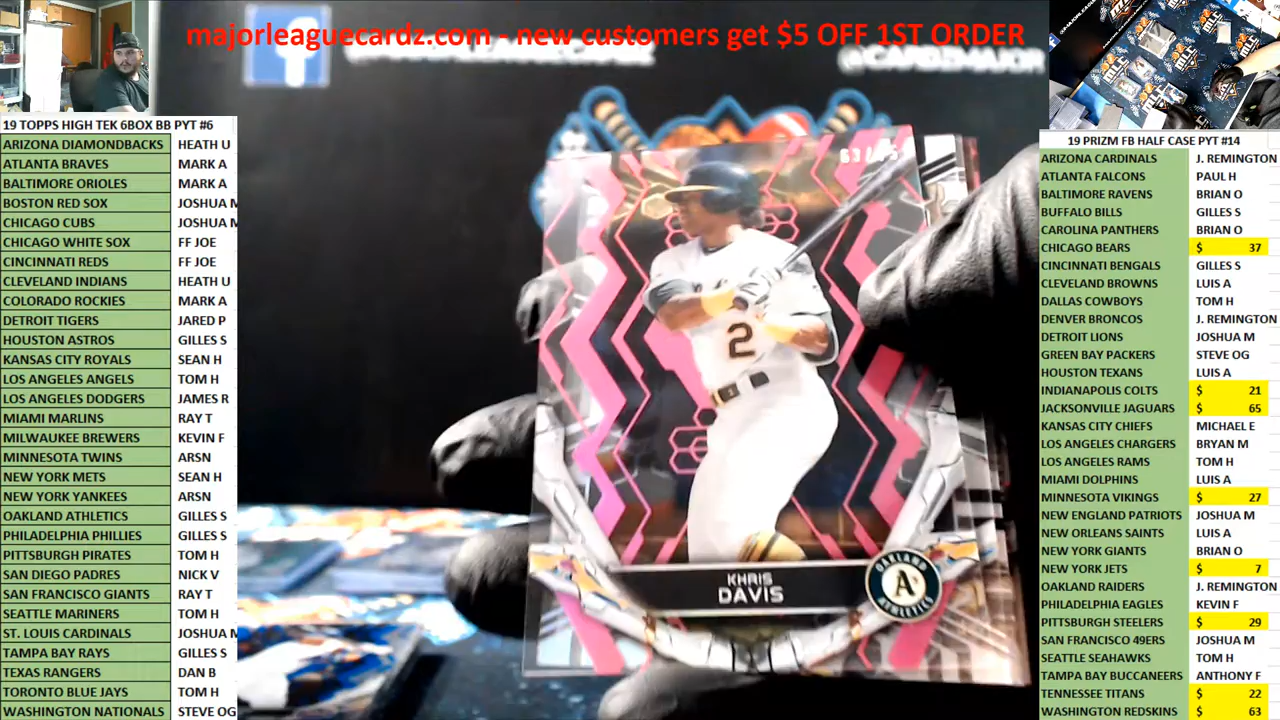 majorleaguecardz.com - new customers get $5 OFF 1ST ORDER
19 TOPPS HIGH TEK 6BOX BB PYT #6
ARIZONA DIAMONDBACKS HEATH U
ATLANTA BRAVES MARK A
BALTIMORE ORIOLES MARK A
BOSTON RED SOX JOSHUA M
CHICAGO CUBS JOSHUA M
CHICAGO WHITE SOX FF JOE
CINCINNATI REDS FF JOE
CLEVELAND INDIANS HEATH U
COLORADO ROCKIES MARK A
DETROIT TIGERS JARED P
HOUSTON ASTROS GILLES S
KANSAS CITY ROYALS SEAN H
LOS ANGELES ANGELS TOM H
LOS ANGELES DODGERS JAMES R
MIAMI MARLINS RAY T
MILWAUKEE BREWERS KEVIN F
MINNESOTA TWINS ARSN
NEW YORK METS SEAN H
NEW YORK YANKEES ARSN
OAKLAND ATHLETICS GILLES S
PHILADELPHIA PHILLIES GILLES S
PITTSBURGH PIRATES TOM H
SAN DIEGO PADRES NICK V
SAN FRANCISCO GIANTS RAY T
SEATTLE MARINERS TOM H
ST. LOUIS CARDINALS JOSHUA M
TAMPA BAY RAYS GILLES S
TEXAS RANGERS DAN B
TORONTO BLUE JAYS TOM H
WASHINGTON NATIONALS STEVE OG
2
KHRIS
DAVIS
OAKLAND
A's
ATHLETICS
19 PRIZM FB HALF CASE PYT #14
ARIZONA CARDINALS J. REMINGTON
ATLANTA FALCONS PAUL H
BALTIMORE RAVENS BRIAN O
BUFFALO BILLS GILLES S
CAROLINA PANTHERS BRIAN O
CHICAGO BEARS $ 37
CINCINNATI BENGALS GILLES S
CLEVELAND BROWNS LUIS A
DALLAS COWBOYS TOM H
DENVER BRONCOS J. REMINGTON
DETROIT LIONS JOSHUA M
GREEN BAY PACKERS STEVE OG
HOUSTON TEXANS LUIS A
INDIANAPOLIS COLTS $ 21
JACKSONVILLE JAGUARS $ 65
KANSAS CITY CHIEFS MICHAEL E
LOS ANGELES CHARGERS BRYAN M
LOS ANGELES RAMS TOM H
MIAMI DOLPHINS LUIS A
MINNESOTA VIKINGS $ 27
NEW ENGLAND PATRIOTS JOSHUA M
NEW ORLEANS SAINTS LUIS A
NEW YORK GIANTS BRIAN O
NEW YORK JETS $ 7
OAKLAND RAIDERS J. REMINGTON
PHILADELPHIA EAGLES KEVIN F
PITTSBURGH STEELERS $ 29
SAN FRANCISCO 49ERS JOSHUA M
SEATTLE SEAHAWKS TOM H
TAMPA BAY BUCCANEERS ANTHONY F
TENNESSEE TITANS $ 22
WASHINGTON REDSKINS $ 63